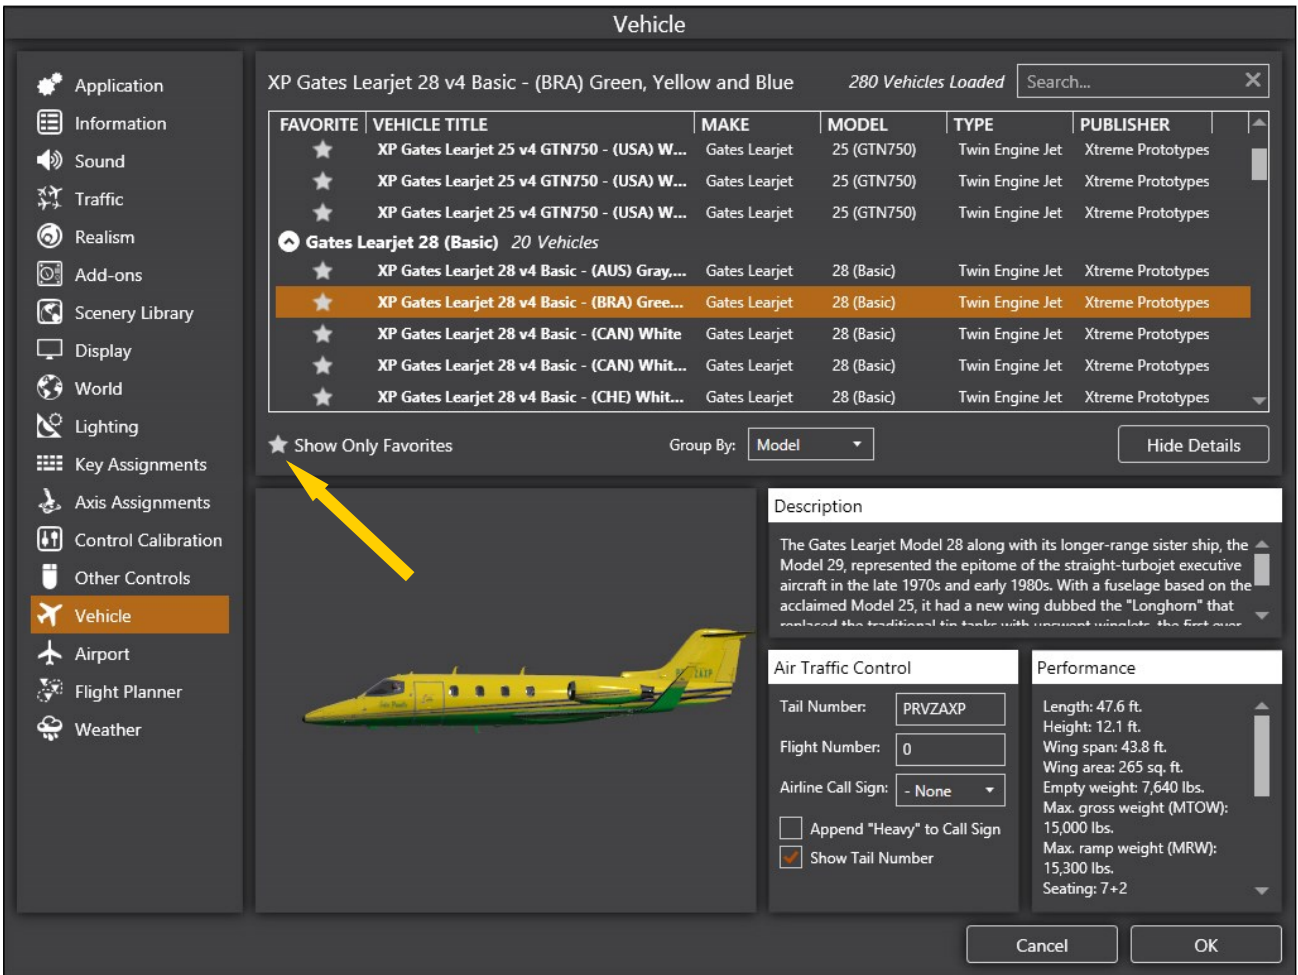 Vehicle
Application
Information
Sound
Traffic
Realism
Add-ons
Scenery Library
Display
World
Lighting
Key Assignments
Axis Assignments
Control Calibration
Other Controls
Vehicle
Airport
Flight Planner
Weather
XP Gates Learjet 28 v4 Basic - (BRA) Green, Yellow and Blue 280 Vehicles Loaded Search...
FAVORITE VEHICLE TITLE MAKE MODEL TYPE PUBLISHER
XP Gates Learjet 25 v4 GTN750 - (USA) W... Gates Learjet 25 (GTN750) Twin Engine Jet Xtreme Prototypes
XP Gates Learjet 25 v4 GTN750 - (USA) W... Gates Learjet 25 (GTN750) Twin Engine Jet Xtreme Prototypes
XP Gates Learjet 25 v4 GTN750 - (USA) W... Gates Learjet 25 (GTN750) Twin Engine Jet Xtreme Prototypes
Gates Learjet 28 (Basic) 20 Vehicles
XP Gates Learjet 28 v4 Basic - (AUS) Gray,... Gates Learjet 28 (Basic) Twin Engine Jet Xtreme Prototypes
XP Gates Learjet 28 v4 Basic - (BRA) Gree... Gates Learjet 28 (Basic) Twin Engine Jet Xtreme Prototypes
XP Gates Learjet 28 v4 Basic - (CAN) White Gates Learjet 28 (Basic) Twin Engine Jet Xtreme Prototypes
XP Gates Learjet 28 v4 Basic - (CAN) Whit... Gates Learjet 28 (Basic) Twin Engine Jet Xtreme Prototypes
XP Gates Learjet 28 v4 Basic - (CHE) Whit... Gates Learjet 28 (Basic) Twin Engine Jet Xtreme Prototypes
Show Only Favorites Group By: Model Hide Details
Description
The Gates Learjet Model 28 along with its longer-range sister ship, the
Model 29, represented the epitome of the straight-turbojet executive
aircraft in the late 1970s and early 1980s. With a fuselage based on the
acclaimed Model 25, it had a new wing dubbed the "Longhorn" that
replaced the traditional tip tanks with upswept winglets, the first ever
Air Traffic Control
Tail Number: PRVZAXP
Flight Number: 0
Airline Call Sign: - None
Append "Heavy" to Call Sign
Show Tail Number
Performance
Length: 47.6 ft.
Height: 12.1 ft.
Wing span: 43.8 ft.
Wing area: 265 sq. ft.
Empty weight: 7,640 lbs.
Max. gross weight (MTOW):
15,000 lbs.
Max. ramp weight (MRW):
15,300 lbs.
Seating: 7+2
Cancel OK